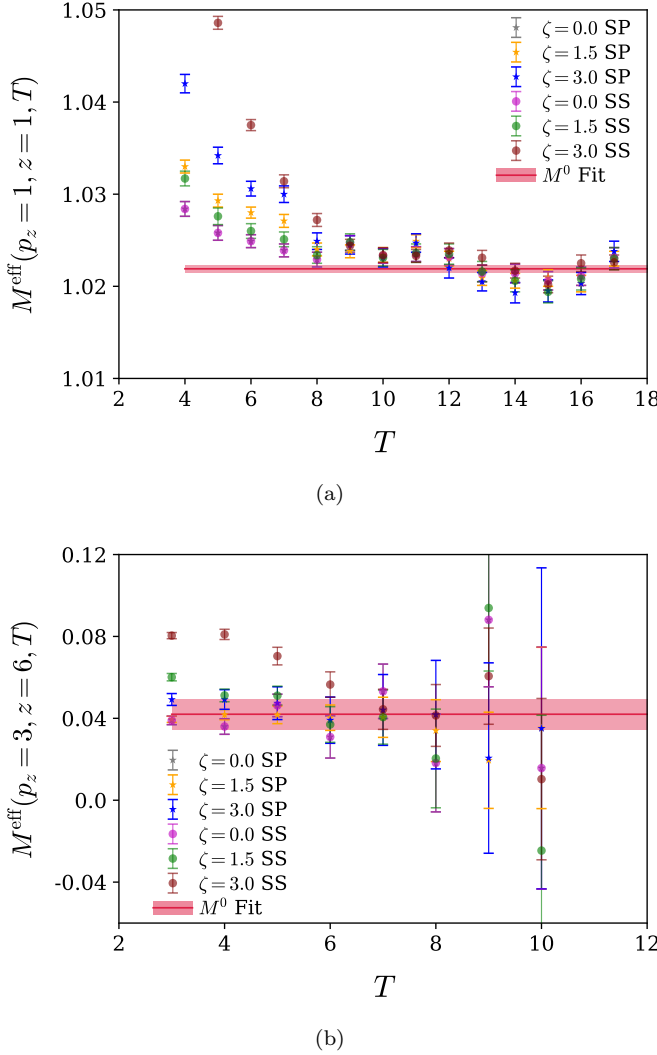 1.05
1.04
1.03
1.02
1.01
M^eff(p_z = 1, z = 1, T)
ζ = 0.0 SP
ζ = 1.5 SP
ζ = 3.0 SP
ζ = 0.0 SS
ζ = 1.5 SS
ζ = 3.0 SS
M^0 Fit
2 4 6 8 10 12 14 16 18
T
(a)
0.12
0.08
0.04
0.0
-0.04
M^eff(p_z = 3, z = 6, T)
ζ = 0.0 SP
ζ = 1.5 SP
ζ = 3.0 SP
ζ = 0.0 SS
ζ = 1.5 SS
ζ = 3.0 SS
M^0 Fit
2 4 6 8 10 12
T
(b)